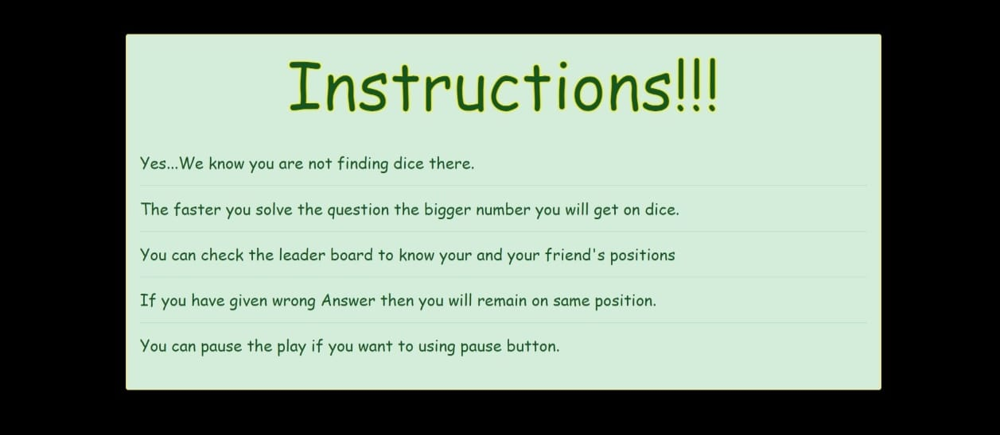 Instructions!!!
Yes...We know you are not finding dice there.
The faster you solve the question the bigger number you will get on dice.
You can check the leader board to know your and your friend's positions
If you have given wrong Answer then you will remain on same position.
You can pause the play if you want to using pause button.